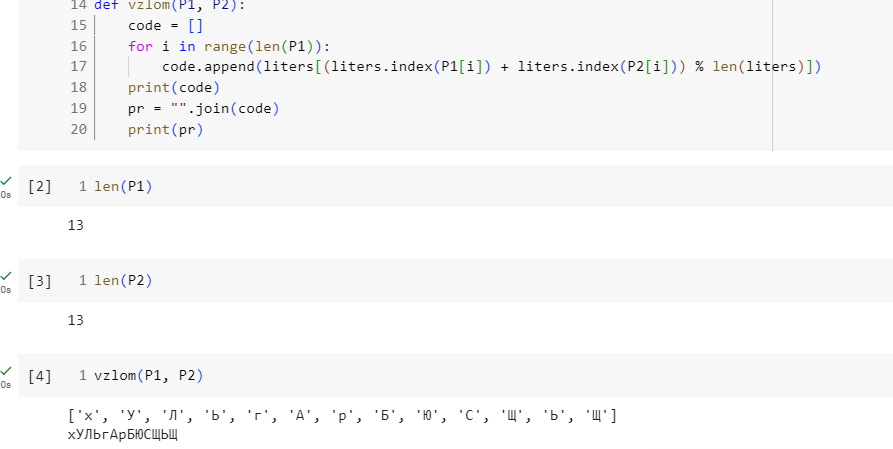 14 def vzlom(P1, P2):
15 code = []
16 for i in range(len(P1)):
17 code.append(liters[(liters.index(P1[i]) + liters.index(P2[i])) % len(liters)])
18 print(code)
19 pr = "".join(code)
20 print(pr)
0s [2] 1 len(P1)
13
0s [3] 1 len(P2)
13
0s [4] 1 vzlom(P1, P2)
['х', 'У', 'Л', 'Ь', 'г', 'А', 'р', 'Б', 'Ю', 'С', 'Щ', 'Ь', 'Щ']
хУЛЬгАрБЮСЩЬЩ